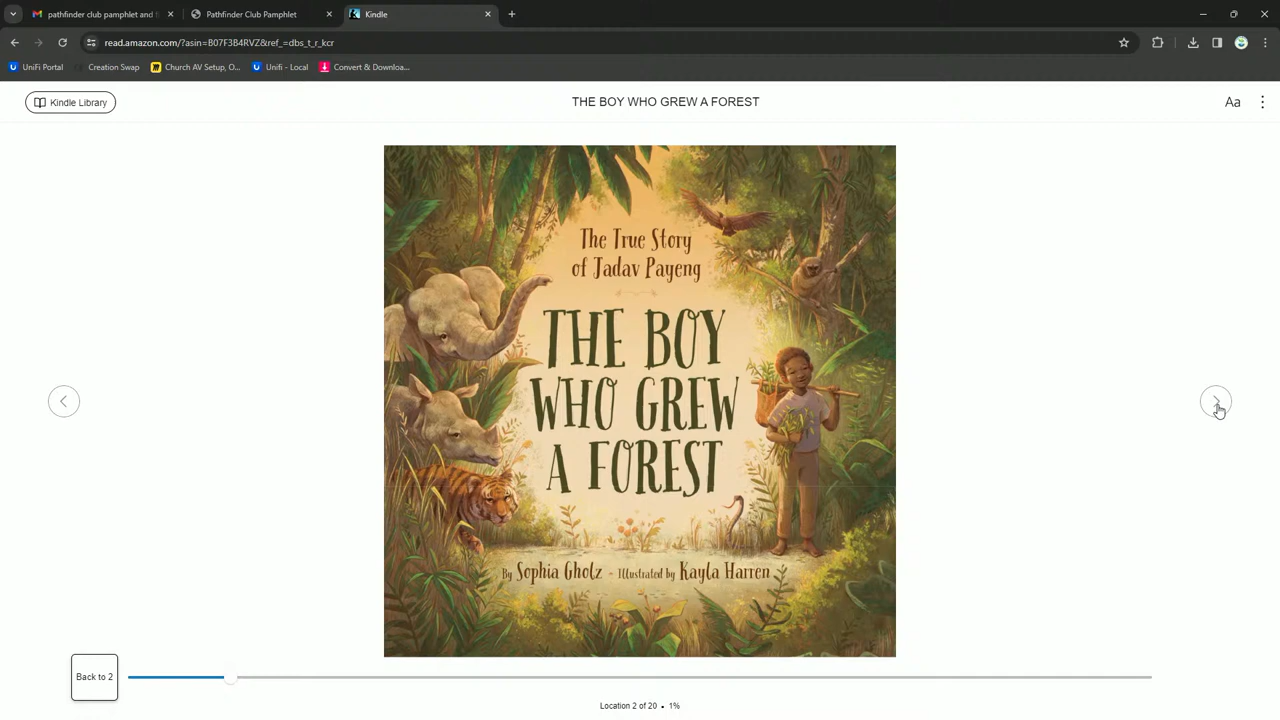 pathfinder club pamphlet and t
Pathfinder Club Pamphlet
Kindle
read.amazon.com/?asin=B07F3B4RVZ&ref_=dbs_t_r_kcr
UniFi Portal
Creation Swap
Church AV Setup, O...
Unifi - Local
Convert & Downloa...
Kindle Library
THE BOY WHO GREW A FOREST
Aa
The True Story
of Jadav Payeng
THE BOY
WHO GREW
A FOREST
By Sophia Gholz - Illustrated by Kayla Harren
Back to 2
Location 2 of 20 • 1%